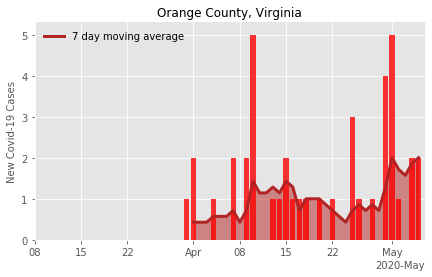 Orange County, Virginia
7 day moving average
New Covid-19 Cases
5
4
3
2
1
0
08 15 22 Apr 08 15 22 May
2020-May